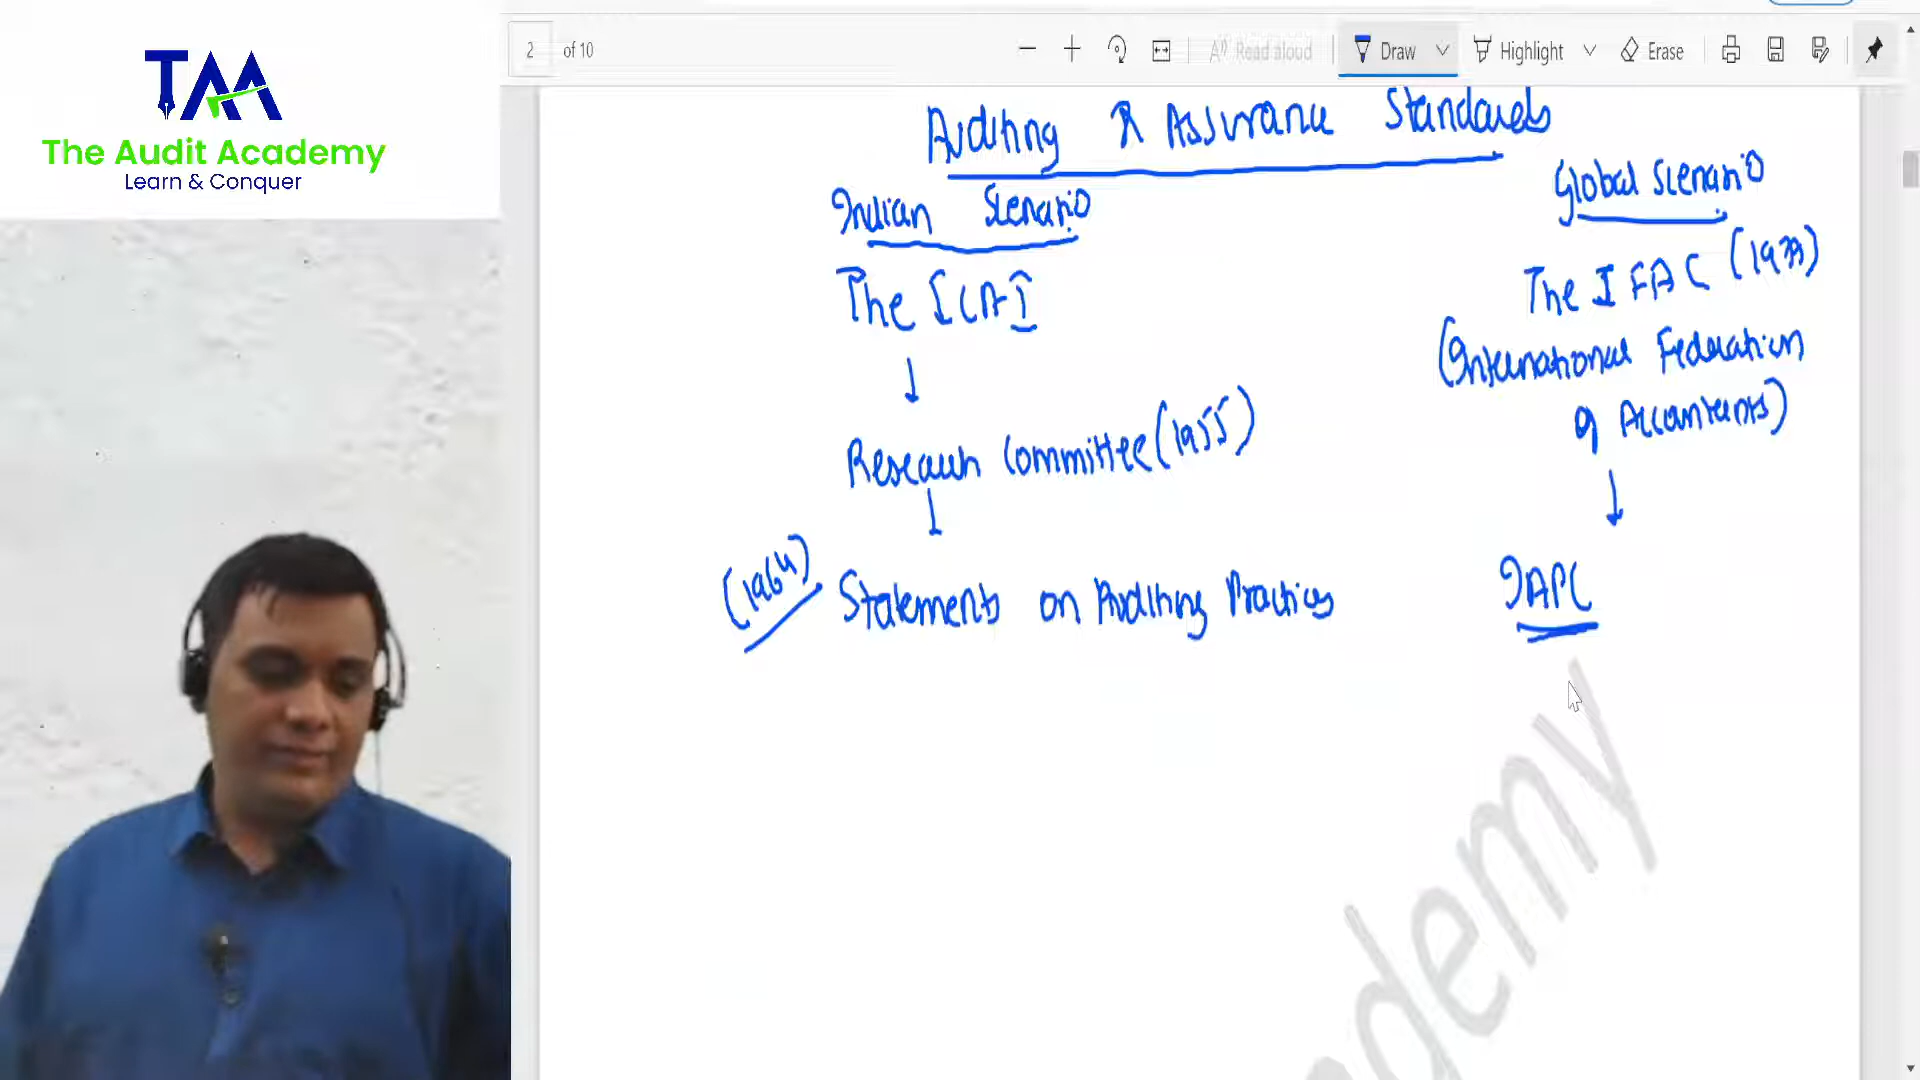 TAA
The Audit Academy
Learn & Conquer
2 of 10
Read aloud
Draw
Highlight
Erase
Auditing & Assurance Standards
Indian Scenario
The ICAI
Research Committee (1955)
(1964) Statements on Auditing Practices
Global Scenario
The IFAC
(International Federation
of Accountants)
IAPC
demy